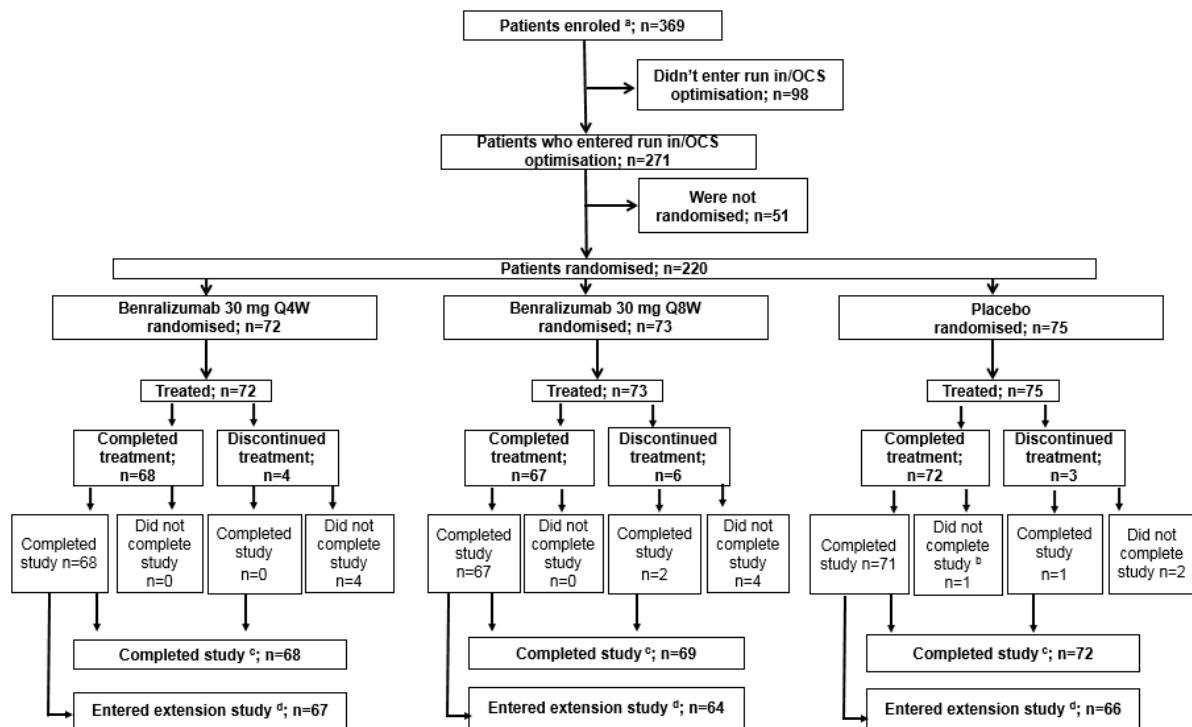 Patients enroled ª; n=369
Didn't enter run in/OCS
optimisation; n=98
Patients who entered run in/OCS
optimisation; n=271
Were not
randomised; n=51
Patients randomised; n=220
Benralizumab 30 mg Q4W
randomised; n=72
Benralizumab 30 mg Q8W
randomised; n=73
Placebo
randomised; n=75
Treated; n=72
Treated; n=73
Treated; n=75
Completed
treatment;
n=68
Discontinued
treatment;
n=4
Completed
treatment;
n=67
Discontinued
treatment;
n=6
Completed
treatment;
n=72
Discontinued
treatment;
n=3
Completed
study n=68
Did not
complete
study
n=0
Completed
study
n=0
Did not
complete
study
n=4
Completed
study
n=67
Did not
complete
study
n=0
Completed
study
n=2
Did not
complete
study
n=4
Completed
study n=71
Did not
complete
study ᵇ
n=1
Completed
study
n=1
Did not
complete
study n=2
Completed study ᶜ; n=68
Completed study ᶜ; n=69
Completed study ᶜ; n=72
Entered extension study ᵈ; n=67
Entered extension study ᵈ; n=64
Entered extension study ᵈ; n=66